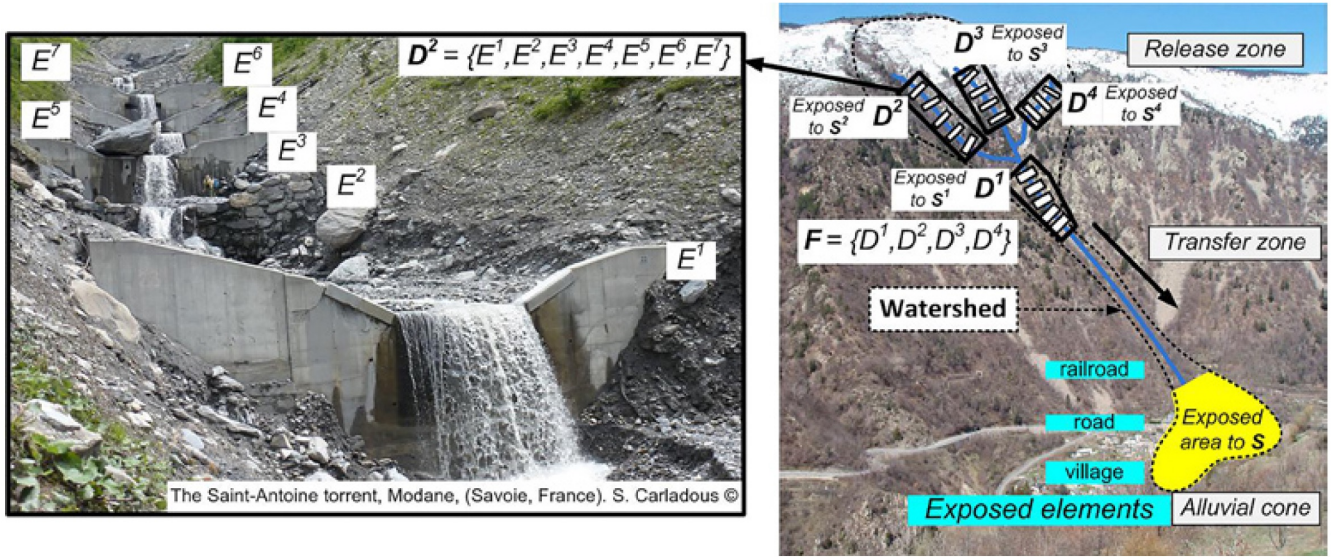 E⁷
E⁶
D² = {E¹,E²,E³,E⁴,E⁵,E⁶,E⁷}
E⁵
E⁴
E³
E²
E¹
The Saint-Antoine torrent, Modane, (Savoie, France). S. Carladous ©
D³ Exposed
to S³
Release zone
Exposed
to S² D²
D⁴ Exposed
to S⁴
Exposed
to S¹ D¹
F = {D¹,D²,D³,D⁴}
Transfer zone
Watershed
railroad
road
Exposed
area to S
village
Exposed elements
Alluvial cone